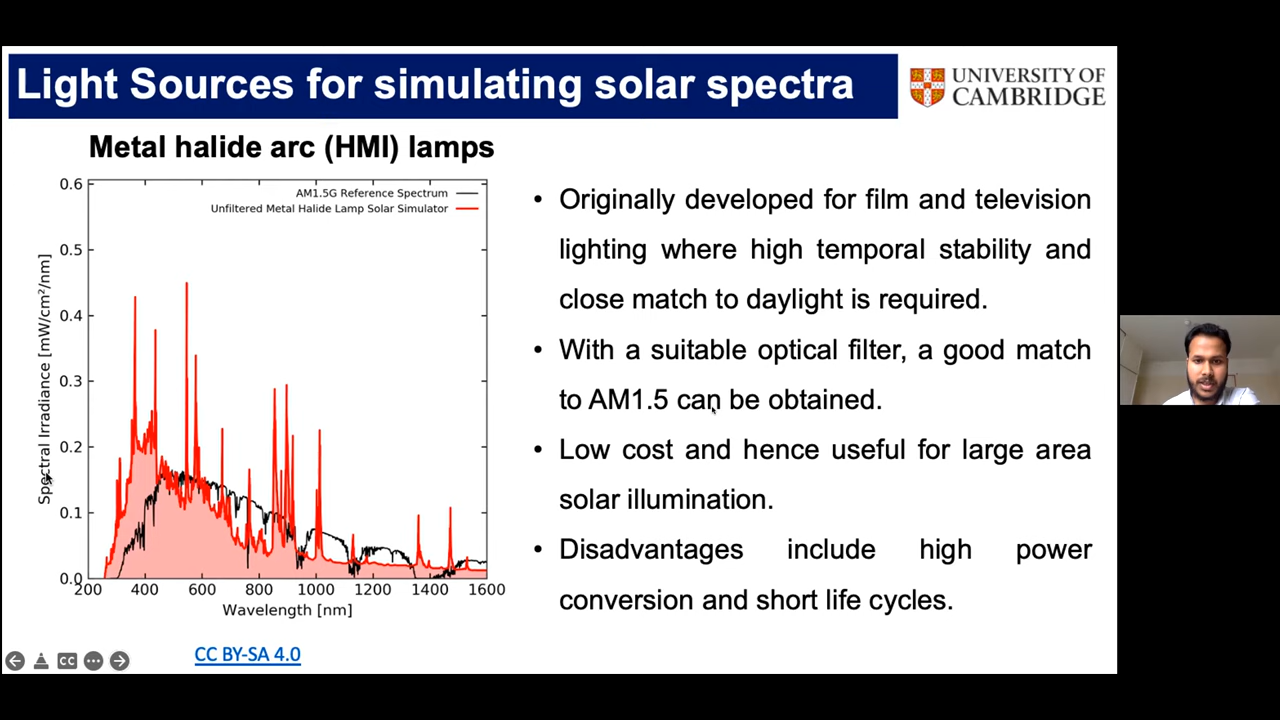 Light Sources for simulating solar spectra
UNIVERSITY OF
CAMBRIDGE
Metal halide arc (HMI) lamps
AM1.5G Reference Spectrum
Unfiltered Metal Halide Lamp Solar Simulator
0.6
0.5
0.4
0.3
0.2
0.1
0.0
Spectral Irradiance [mW/cm²/nm]
200 400 600 800 1000 1200 1400 1600
Wavelength [nm]
• Originally developed for film and television
lighting where high temporal stability and
close match to daylight is required.
• With a suitable optical filter, a good match
to AM1.5 can be obtained.
• Low cost and hence useful for large area
solar illumination.
• Disadvantages include high power
conversion and short life cycles.
CC BY-SA 4.0
CC